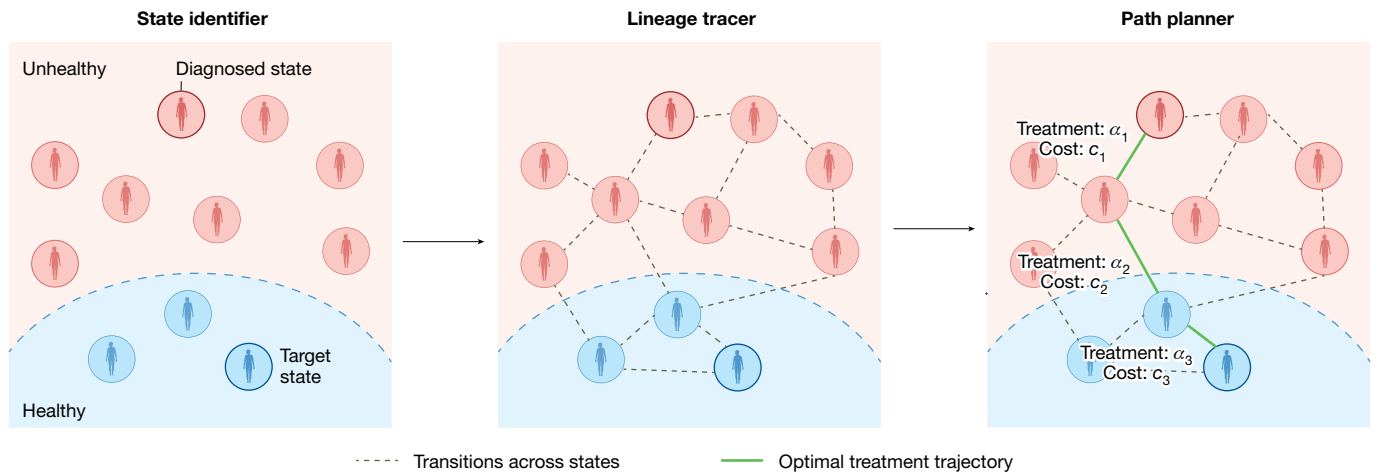 State identifier
Lineage tracer
Path planner
Unhealthy
Diagnosed state
Target
state
Healthy
Treatment: α1
Cost: c1
Treatment: α2
Cost: c2
Treatment: α3
Cost: c3
Transitions across states
Optimal treatment trajectory